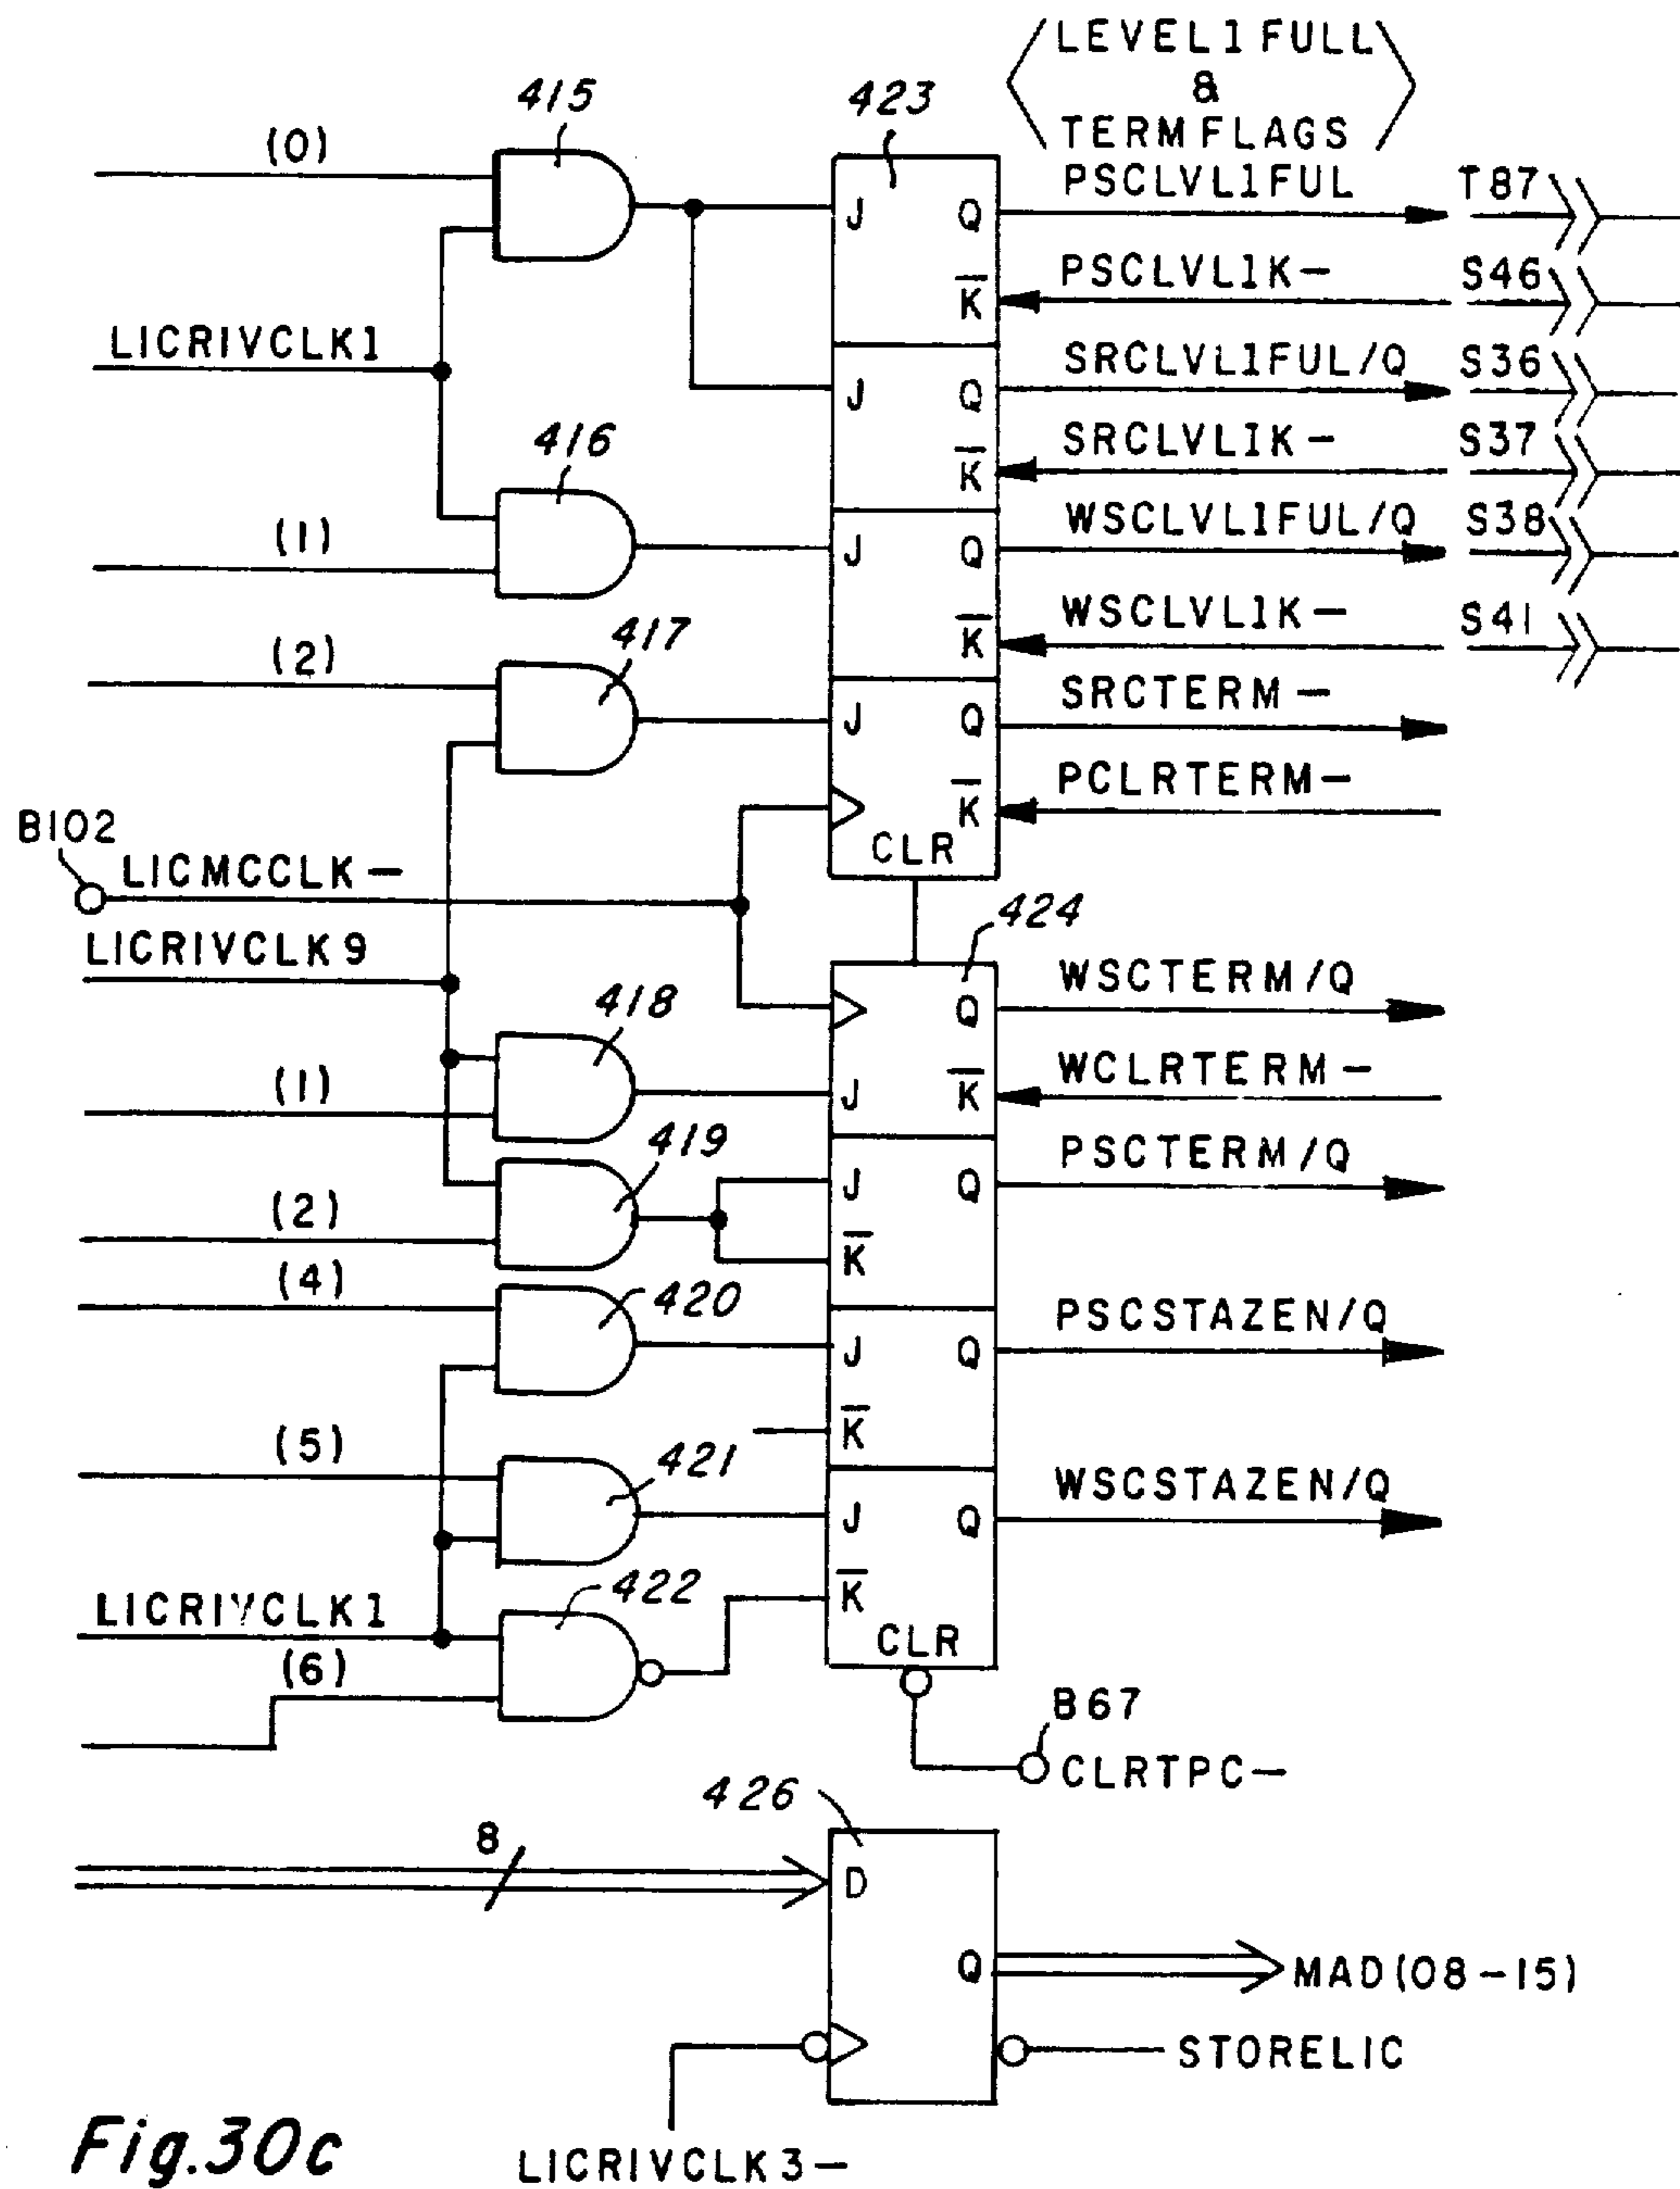 LEVEL1FULL
&
TERMFLAGS
415
423
(0)
PSCLVL1FUL
T87
J
Q
PSCLVL1K-
S46
K
LICRIVCLK1
SRCLVL1FUL/Q
S36
J
Q
416
SRCLVL1K-
S37
K
(1)
WSCLVL1FUL/Q
S38
J
Q
WSCLVL1K-
S41
K
417
(2)
SRCTERM-
J
Q
PCLRTERM-
K
CLR
B102
LICMCCLK-
LICRIVCLK9
424
WSCTERM/Q
Q
418
WCLRTERM-
(1)
J
K
419
PSCTERM/Q
J
Q
(2)
K
(4)
420
PSCSTAZEN/Q
J
Q
K
(5)
421
WSCSTAZEN/Q
J
Q
422
K
LICRIVCLK1
CLR
(6)
B67
CLRTPC-
426
8
D
Q
MAD(08-15)
STORELIC
LICRIVCLK3-
Fig.30c